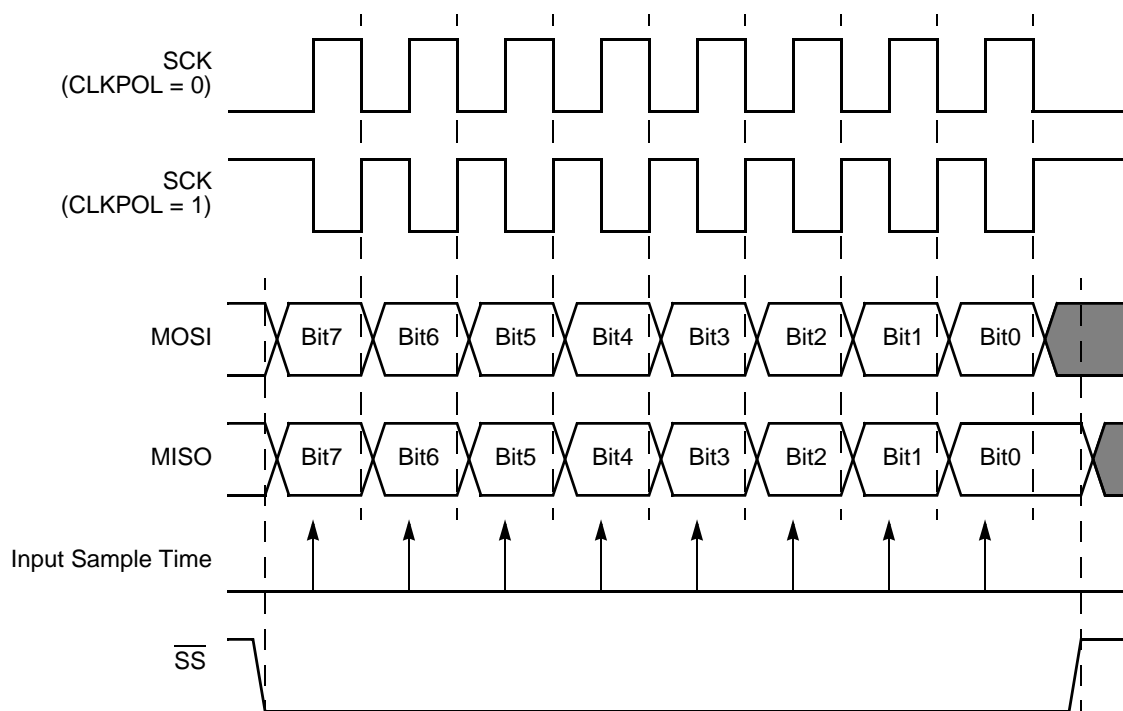 SCK
(CLKPOL = 0)
SCK
(CLKPOL = 1)
MOSI
Bit7 Bit6 Bit5 Bit4 Bit3 Bit2 Bit1 Bit0
MISO
Bit7 Bit6 Bit5 Bit4 Bit3 Bit2 Bit1 Bit0
Input Sample Time
S̅S̅